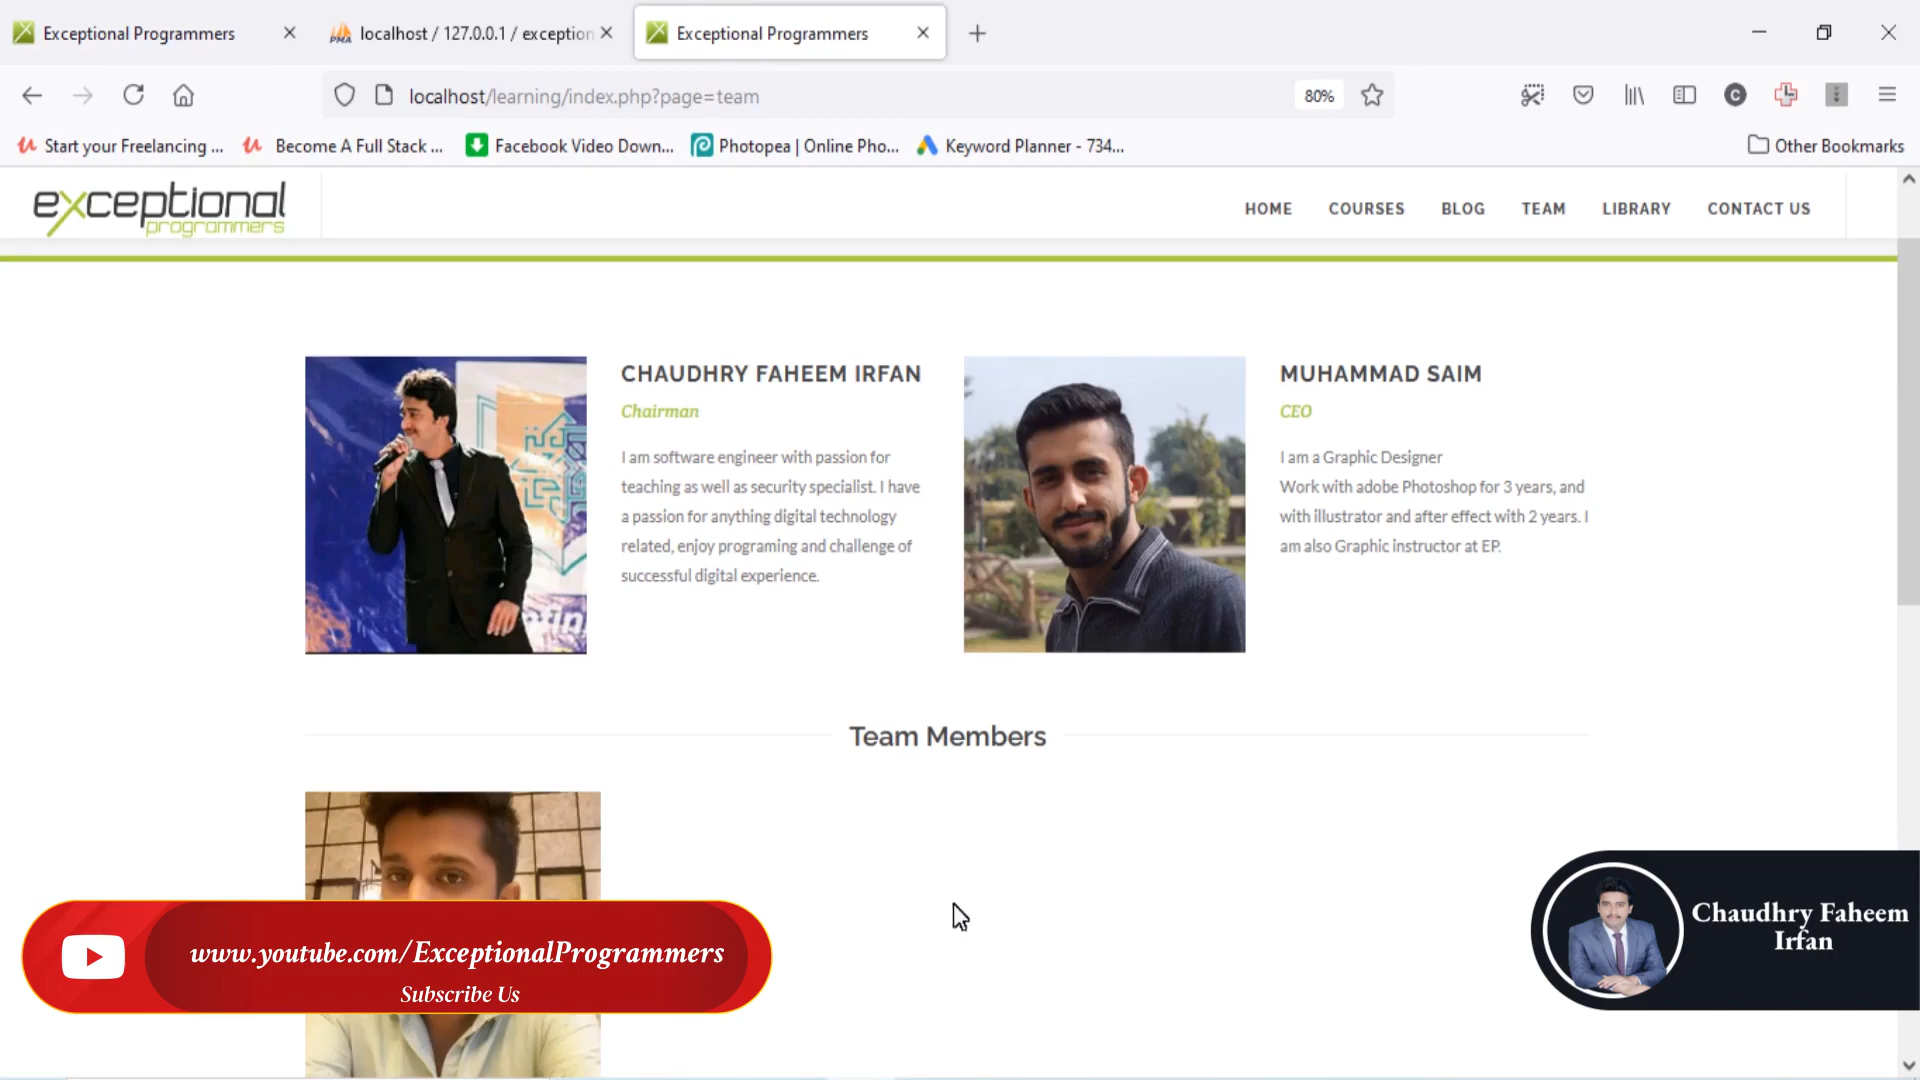 Exceptional Programmers
localhost / 127.0.0.1 / exception
Exceptional Programmers
localhost/learning/index.php?page=team
80%
Start your Freelancing ...
Become A Full Stack ...
Facebook Video Down...
Photopea | Online Pho...
Keyword Planner - 734...
Other Bookmarks
exceptional
programmers
HOME
COURSES
BLOG
TEAM
LIBRARY
CONTACT US
CHAUDHRY FAHEEM IRFAN
Chairman
I am software engineer with passion for
teaching as well as security specialist. I have
a passion for anything digital technology
related, enjoy programing and challenge of
successful digital experience.
MUHAMMAD SAIM
CEO
I am a Graphic Designer
Work with adobe Photoshop for 3 years, and
with illustrator and after effect with 2 years. I
am also Graphic instructor at EP.
Team Members
www.youtube.com/ExceptionalProgrammers
Subscribe Us
Chaudhry Faheem
Irfan